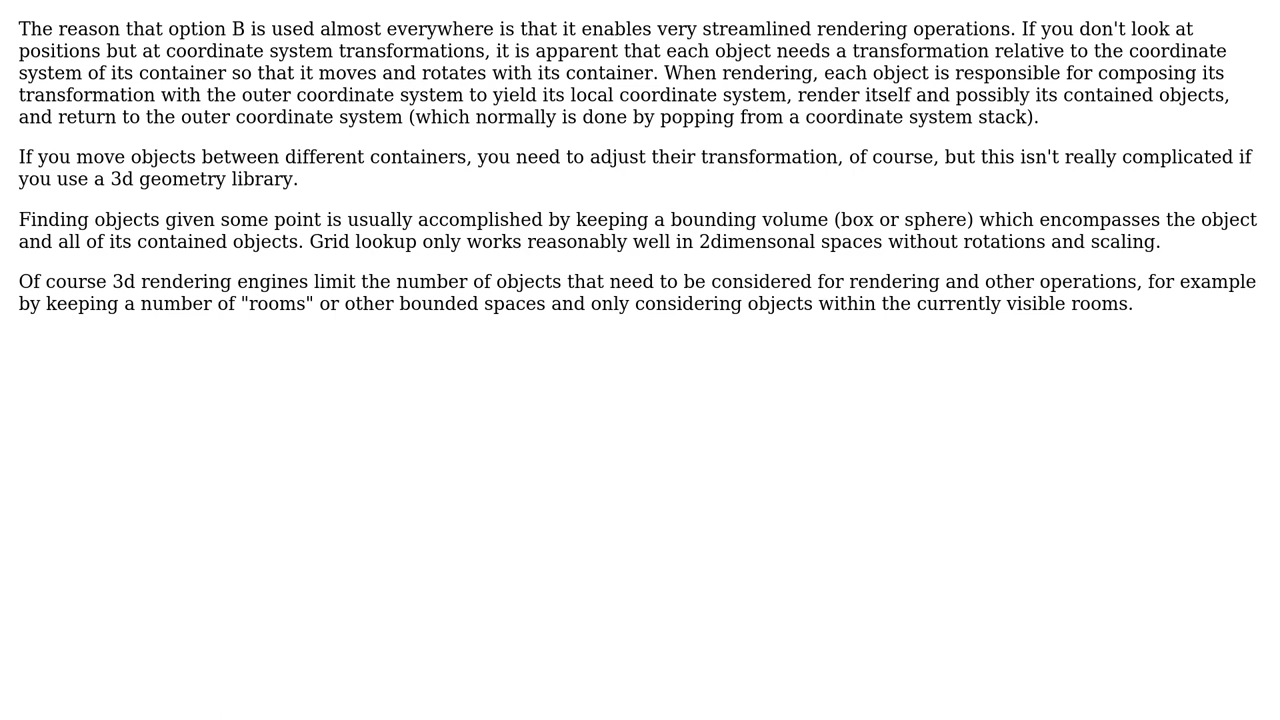 The reason that option B is used almost everywhere is that it enables very streamlined rendering operations. If you don't look at
positions but at coordinate system transformations, it is apparent that each object needs a transformation relative to the coordinate
system of its container so that it moves and rotates with its container. When rendering, each object is responsible for composing its
transformation with the outer coordinate system to yield its local coordinate system, render itself and possibly its contained objects,
and return to the outer coordinate system (which normally is done by popping from a coordinate system stack).
If you move objects between different containers, you need to adjust their transformation, of course, but this isn't really complicated if
you use a 3d geometry library.
Finding objects given some point is usually accomplished by keeping a bounding volume (box or sphere) which encompasses the object
and all of its contained objects. Grid lookup only works reasonably well in 2dimensonal spaces without rotations and scaling.
Of course 3d rendering engines limit the number of objects that need to be considered for rendering and other operations, for example
by keeping a number of "rooms" or other bounded spaces and only considering objects within the currently visible rooms.